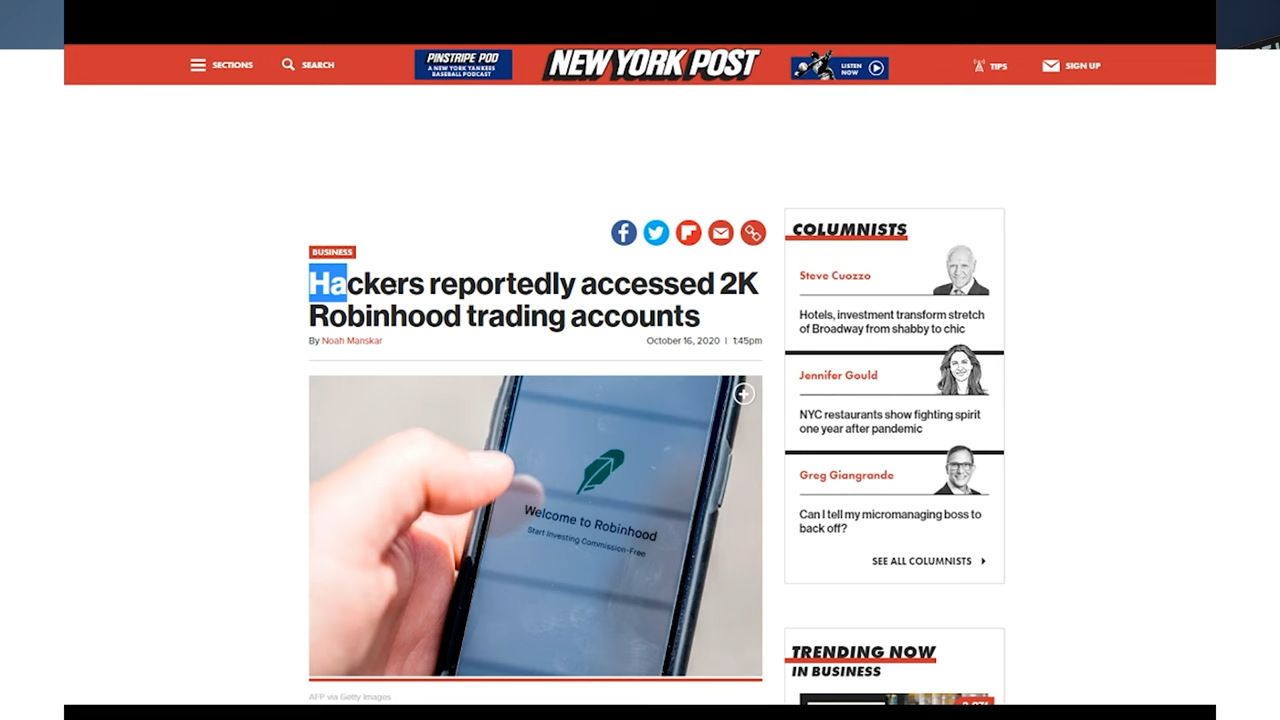 SECTIONS
SEARCH
PINSTRIPE POD
A NEW YORK YANKEES
BASEBALL PODCAST
NEW YORK POST
LISTEN
NOW
TIPS
SIGN UP
BUSINESS
Hackers reportedly accessed 2K
Robinhood trading accounts
By Noah Manskar
October 16, 2020 | 1:45pm
Welcome to Robinhood
Start Investing Commission-Free
AFP via Getty Images
COLUMNISTS
Steve Cuozzo
Hotels, investment transform stretch
of Broadway from shabby to chic
Jennifer Gould
NYC restaurants show fighting spirit
one year after pandemic
Greg Giangrande
Can I tell my micromanaging boss to
back off?
SEE ALL COLUMNISTS
TRENDING NOW
IN BUSINESS